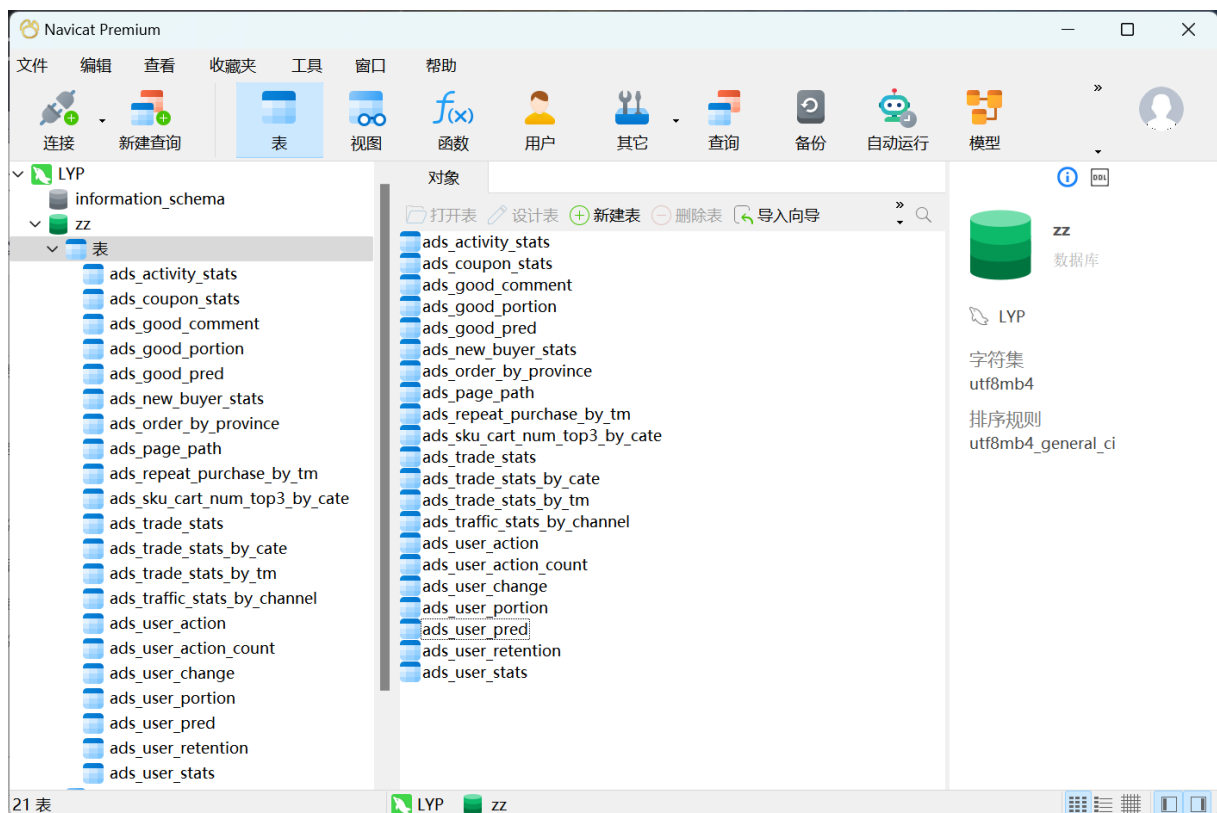 Navicat Premium
文件 编辑 查看 收藏夹 工具 窗口 帮助
连接 新建查询 表 视图 函数 用户 其它 查询 备份 自动运行 模型
LYP
information_schema
zz
表
ads_activity_stats
ads_coupon_stats
ads_good_comment
ads_good_portion
ads_good_pred
ads_new_buyer_stats
ads_order_by_province
ads_page_path
ads_repeat_purchase_by_tm
ads_sku_cart_num_top3_by_cate
ads_trade_stats
ads_trade_stats_by_cate
ads_trade_stats_by_tm
ads_traffic_stats_by_channel
ads_user_action
ads_user_action_count
ads_user_change
ads_user_portion
ads_user_pred
ads_user_retention
ads_user_stats
对象
打开表 设计表 新建表 删除表 导入向导
ads_activity_stats
ads_coupon_stats
ads_good_comment
ads_good_portion
ads_good_pred
ads_new_buyer_stats
ads_order_by_province
ads_page_path
ads_repeat_purchase_by_tm
ads_sku_cart_num_top3_by_cate
ads_trade_stats
ads_trade_stats_by_cate
ads_trade_stats_by_tm
ads_traffic_stats_by_channel
ads_user_action
ads_user_action_count
ads_user_change
ads_user_portion
ads_user_pred
ads_user_retention
ads_user_stats
DDL
zz
数据库
LYP
字符集
utf8mb4
排序规则
utf8mb4_general_ci
21 表 LYP zz